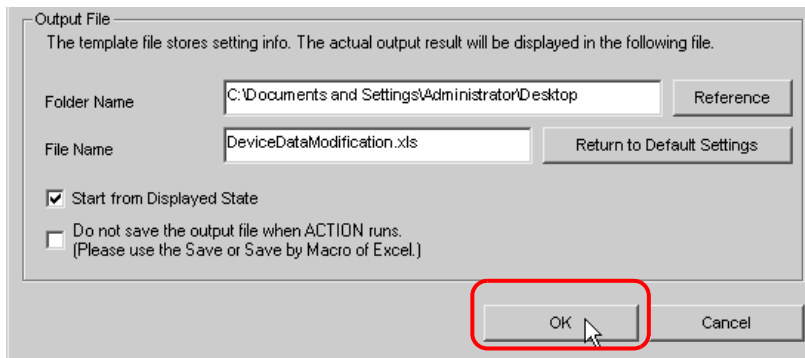 Output File
The template file stores setting info. The actual output result will be displayed in the following file.
Folder Name
C:\Documents and Settings\Administrator\Desktop
Reference
File Name
DeviceDataModification.xls
Return to Default Settings
Start from Displayed State
Do not save the output file when ACTION runs.
(Please use the Save or Save by Macro of Excel.)
OK
Cancel